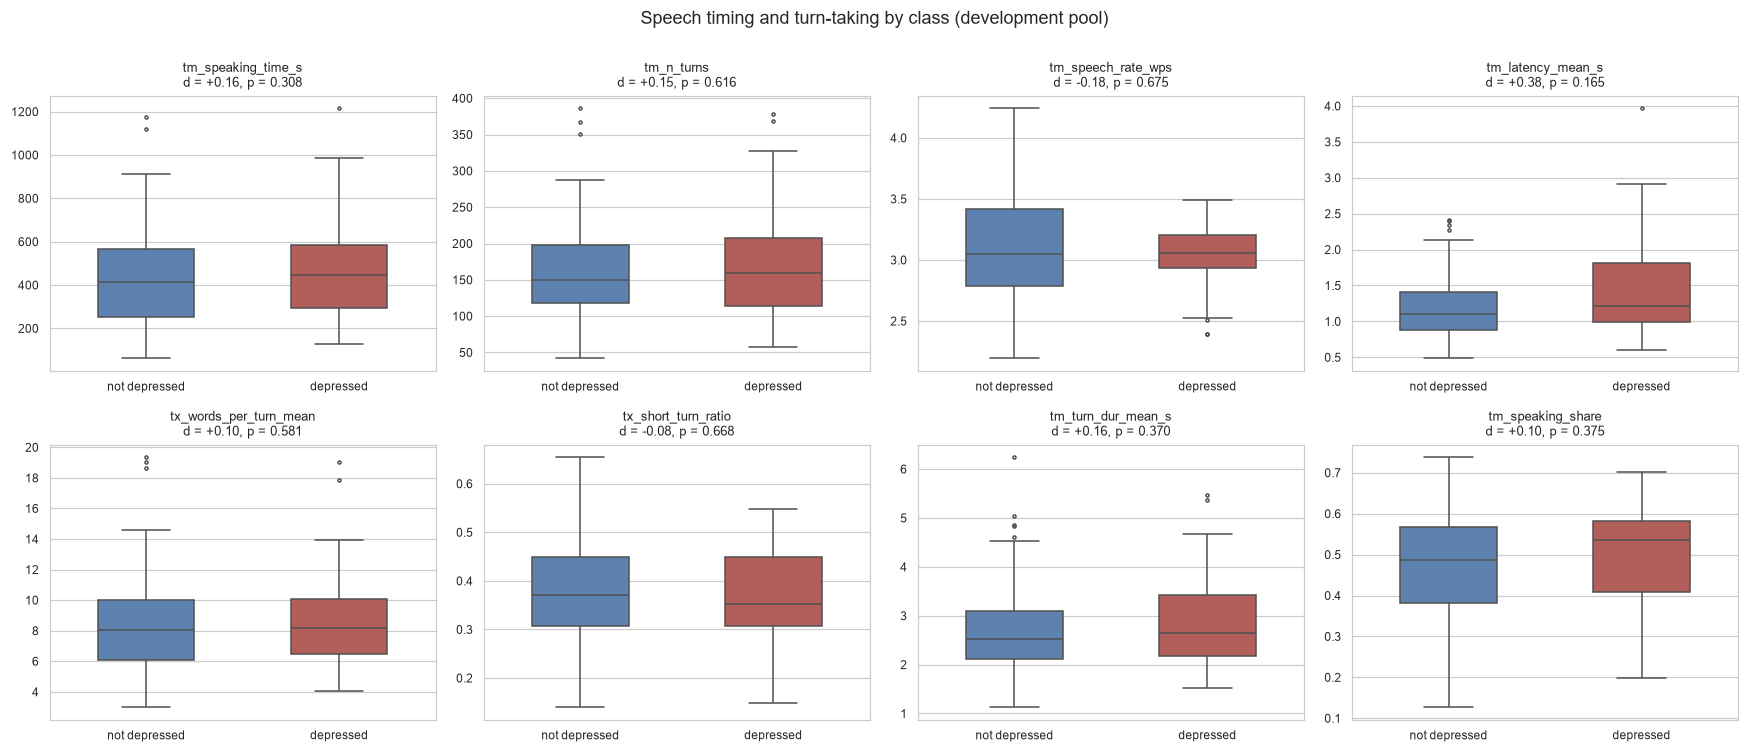 Speech timing and turn-taking by class (development pool)
tm_speaking_time_s
d = +0.16, p = 0.308
1200
1000
800
600
400
200
not depressed
depressed
tm_n_turns
d = +0.15, p = 0.616
400
350
300
250
200
150
100
50
not depressed
depressed
tm_speech_rate_wps
d = -0.18, p = 0.675
4.0
3.5
3.0
2.5
not depressed
depressed
tm_latency_mean_s
d = +0.38, p = 0.165
4.0
3.5
3.0
2.5
2.0
1.5
1.0
0.5
not depressed
depressed
tx_words_per_turn_mean
d = +0.10, p = 0.581
20
18
16
14
12
10
8
6
4
not depressed
depressed
tx_short_turn_ratio
d = -0.08, p = 0.668
0.6
0.5
0.4
0.3
0.2
not depressed
depressed
tm_turn_dur_mean_s
d = +0.16, p = 0.370
6
5
4
3
2
1
not depressed
depressed
tm_speaking_share
d = +0.10, p = 0.375
0.7
0.6
0.5
0.4
0.3
0.2
0.1
not depressed
depressed